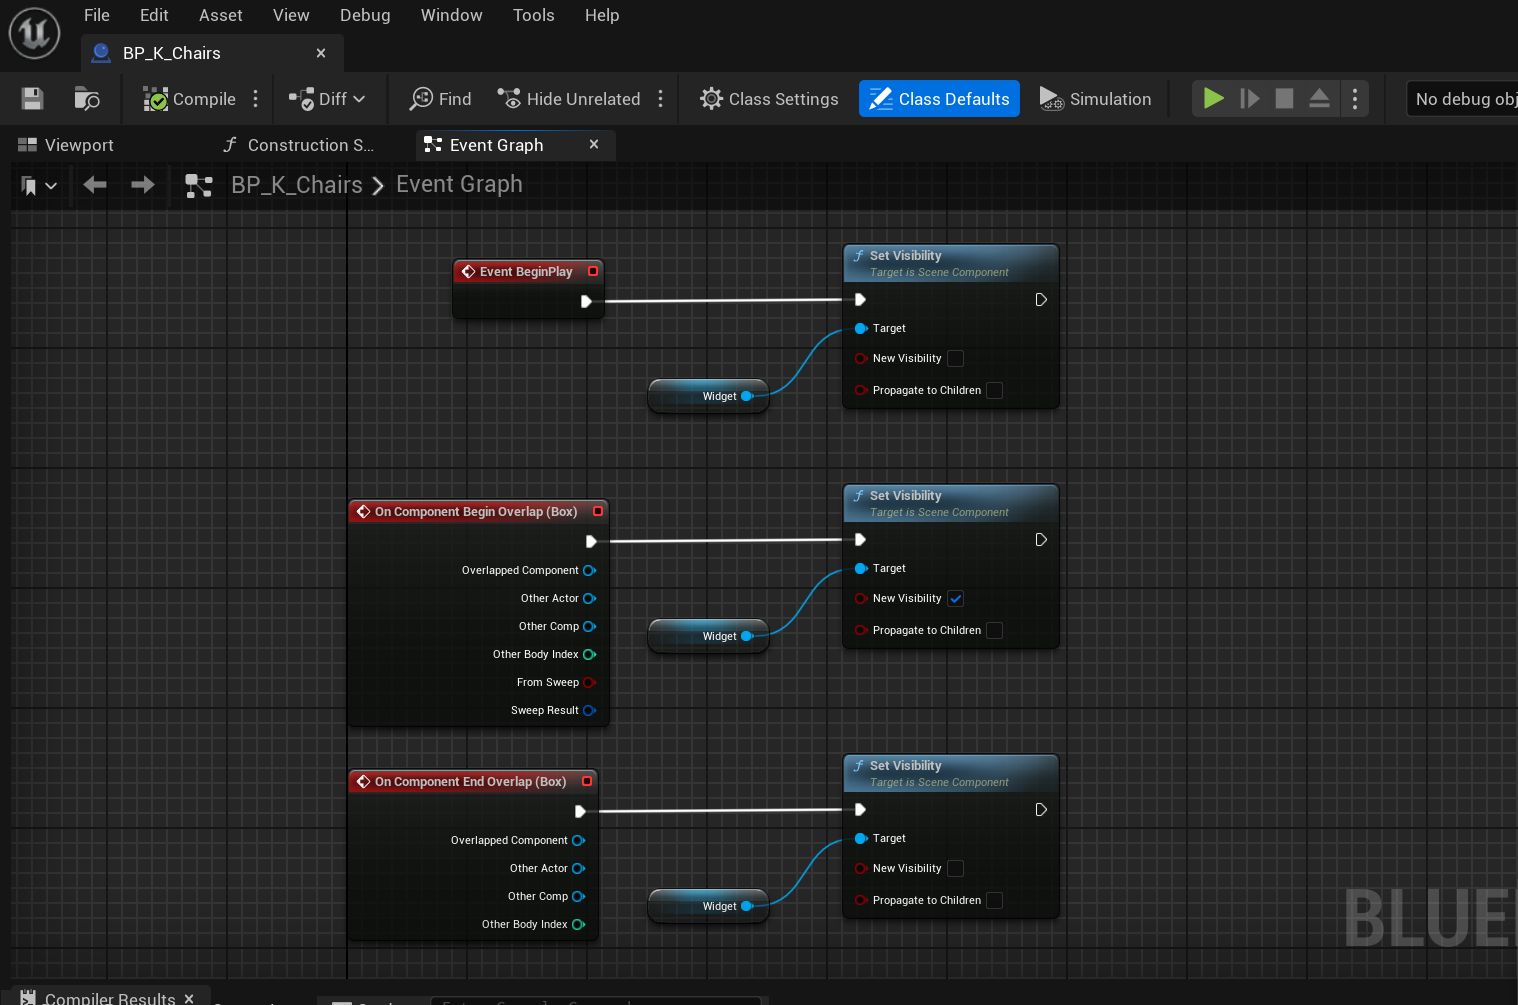 File Edit Asset View Debug Window Tools Help
BP_K_Chairs
Compile Diff Find Hide Unrelated Class Settings Class Defaults Simulation No debug obj
Viewport Construction S... Event Graph
BP_K_Chairs > Event Graph
Event BeginPlay
Set Visibility
Target is Scene Component
Target
New Visibility
Propagate to Children
Widget
On Component Begin Overlap (Box)
Overlapped Component
Other Actor
Other Comp
Other Body Index
From Sweep
Sweep Result
Set Visibility
Target is Scene Component
Target
New Visibility
Propagate to Children
Widget
On Component End Overlap (Box)
Overlapped Component
Other Actor
Other Comp
Other Body Index
Set Visibility
Target is Scene Component
Target
New Visibility
Propagate to Children
Widget
BLUE
Compiler Results